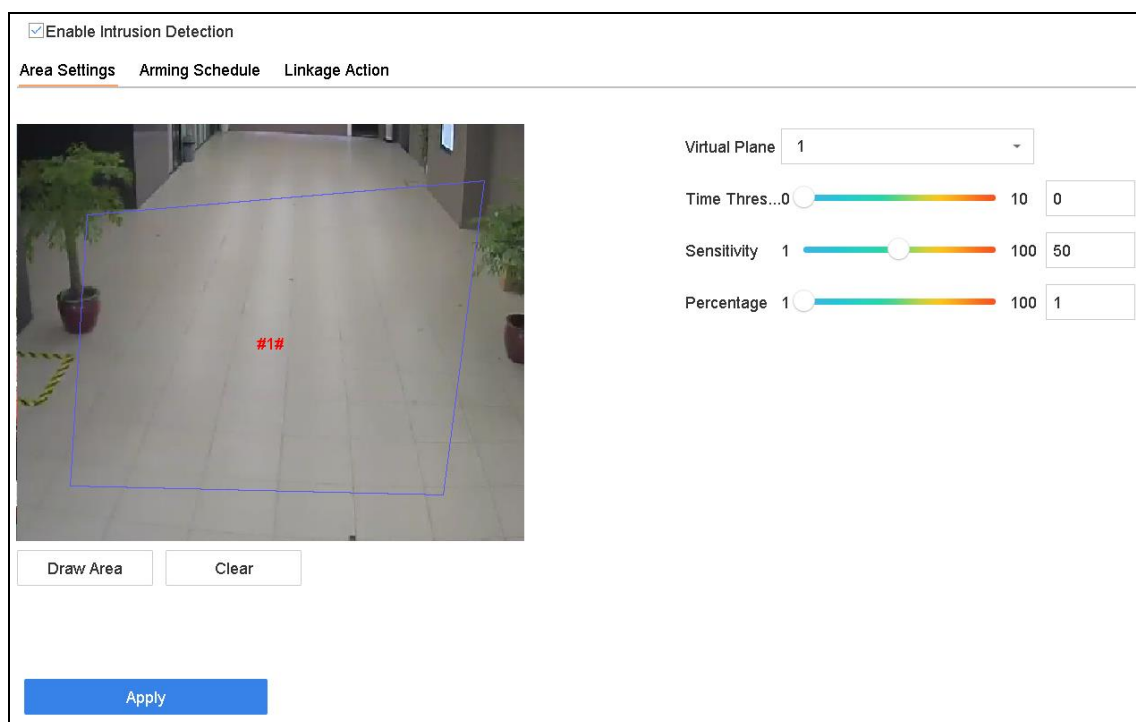 Enable Intrusion Detection
Area Settings Arming Schedule Linkage Action
Virtual Plane 1
Time Thres...0 10 0
Sensitivity 1 100 50
Percentage 1 100 1
#1#
Draw Area Clear
Apply